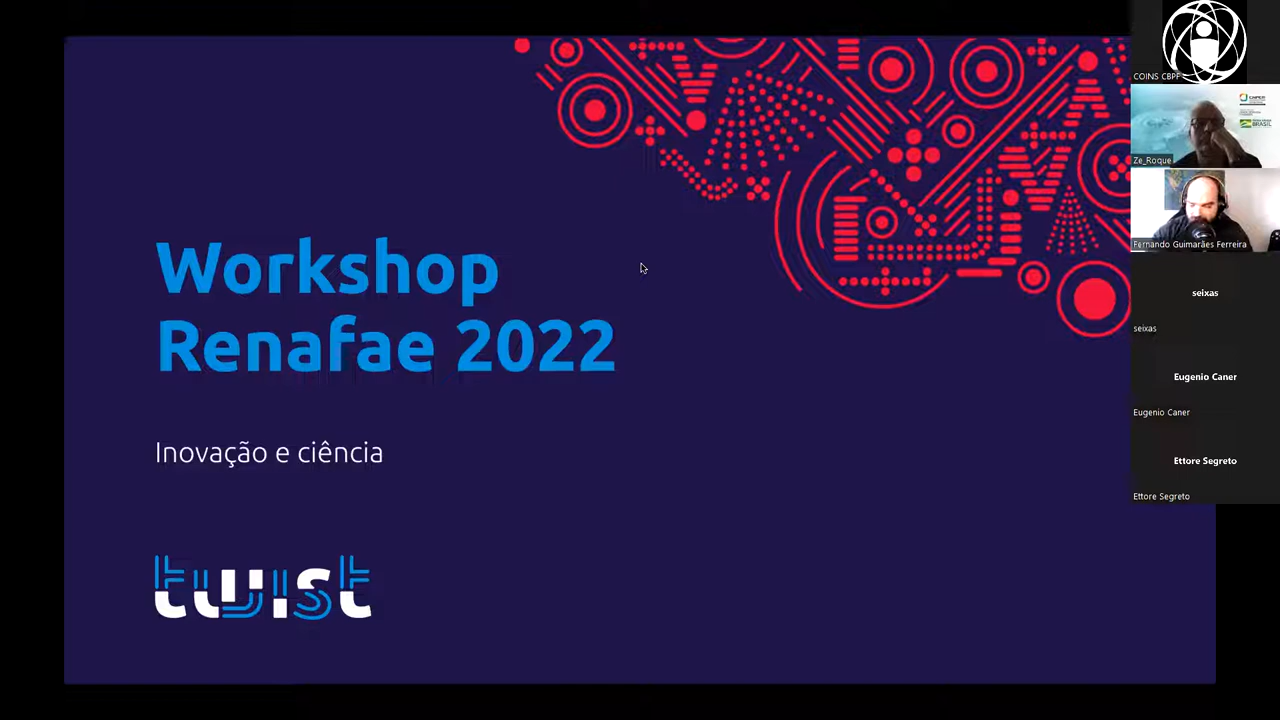 Workshop
Renafae 2022
Inovação e ciência
twist
COINS CBPF
BRASIL
Ze_Roque
Fernando Guimarães Ferreira
seixas
seixas
Eugenio Caner
Eugenio Caner
Ettore Segreto
Ettore Segreto